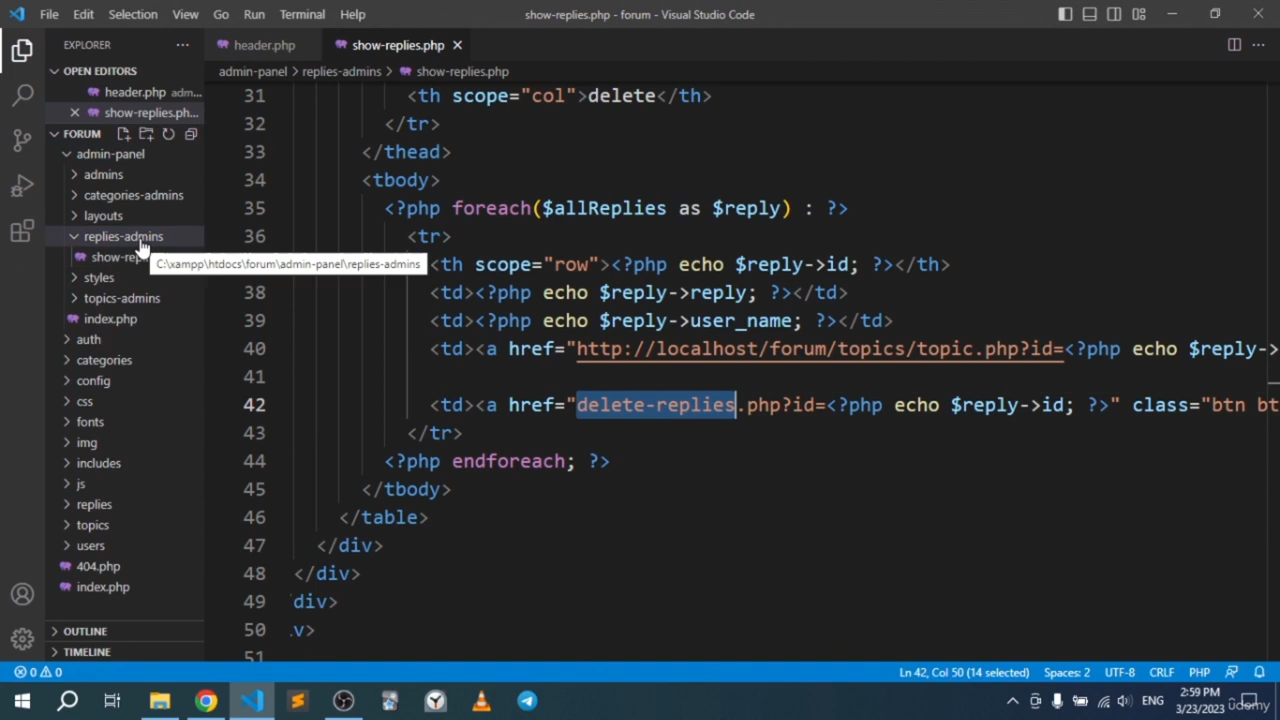 File Edit Selection View Go Run Terminal Help show-replies.php - forum - Visual Studio Code
EXPLORER ··· header.php show-replies.php
OPEN EDITORS
admin-panel > replies-admins > show-replies.php
header.php adm...
show-replies.ph...
FORUM
admin-panel
admins
categories-admins
layouts
replies-admins
show-repl
C:\xampp\htdocs\forum\admin-panel\replies-admins
styles
topics-admins
index.php
auth
categories
config
css
fonts
img
includes
js
replies
topics
users
404.php
index.php
OUTLINE
TIMELINE
31 <th scope="col">delete</th>
32 </tr>
33 </thead>
34 <tbody>
35 <?php foreach($allReplies as $reply) : ?>
36 <tr>
<th scope="row"><?php echo $reply->id; ?></th>
38 <td><?php echo $reply->reply; ?></td>
39 <td><?php echo $reply->user_name; ?></td>
40 <td><a href="http://localhost/forum/topics/topic.php?id=<?php echo $reply->
41
42 <td><a href="delete-replies.php?id=<?php echo $reply->id; ?>" class="btn bt
43 </tr>
44 <?php endforeach; ?>
45 </tbody>
46 </table>
47 </div>
48 </div>
49 div>
50 v>
51
0 0 Ln 42, Col 50 (14 selected) Spaces: 2 UTF-8 CRLF PHP
ENG 2:59 PM
3/23/2023
udemy